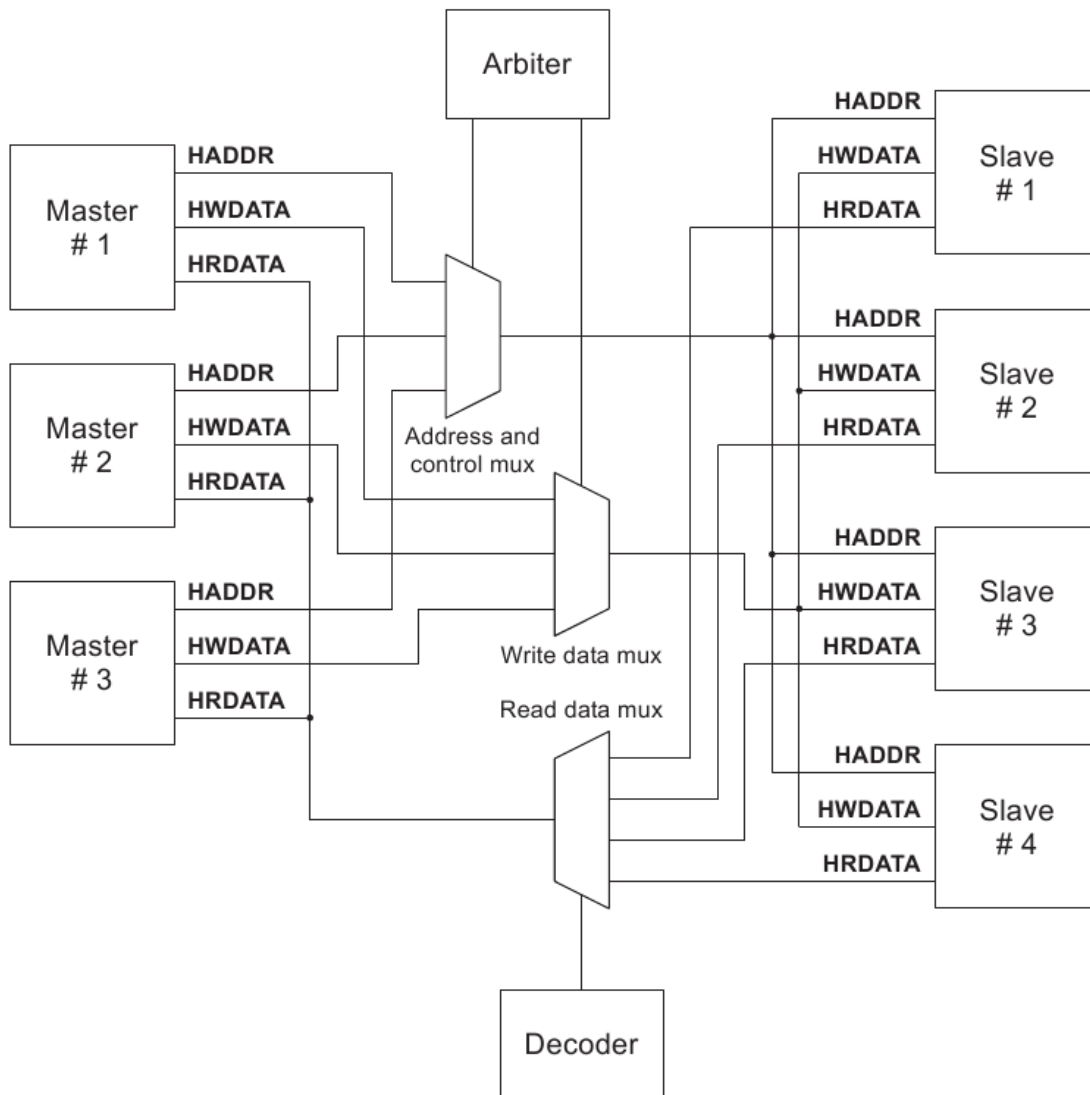 Arbiter
Master
# 1
HADDR
HWDATA
HRDATA
Master
# 2
HADDR
HWDATA
HRDATA
Master
# 3
HADDR
HWDATA
HRDATA
Address and
control mux
Write data mux
Read data mux
HADDR
HWDATA
HRDATA
Slave
# 1
HADDR
HWDATA
HRDATA
Slave
# 2
HADDR
HWDATA
HRDATA
Slave
# 3
HADDR
HWDATA
HRDATA
Slave
# 4
Decoder